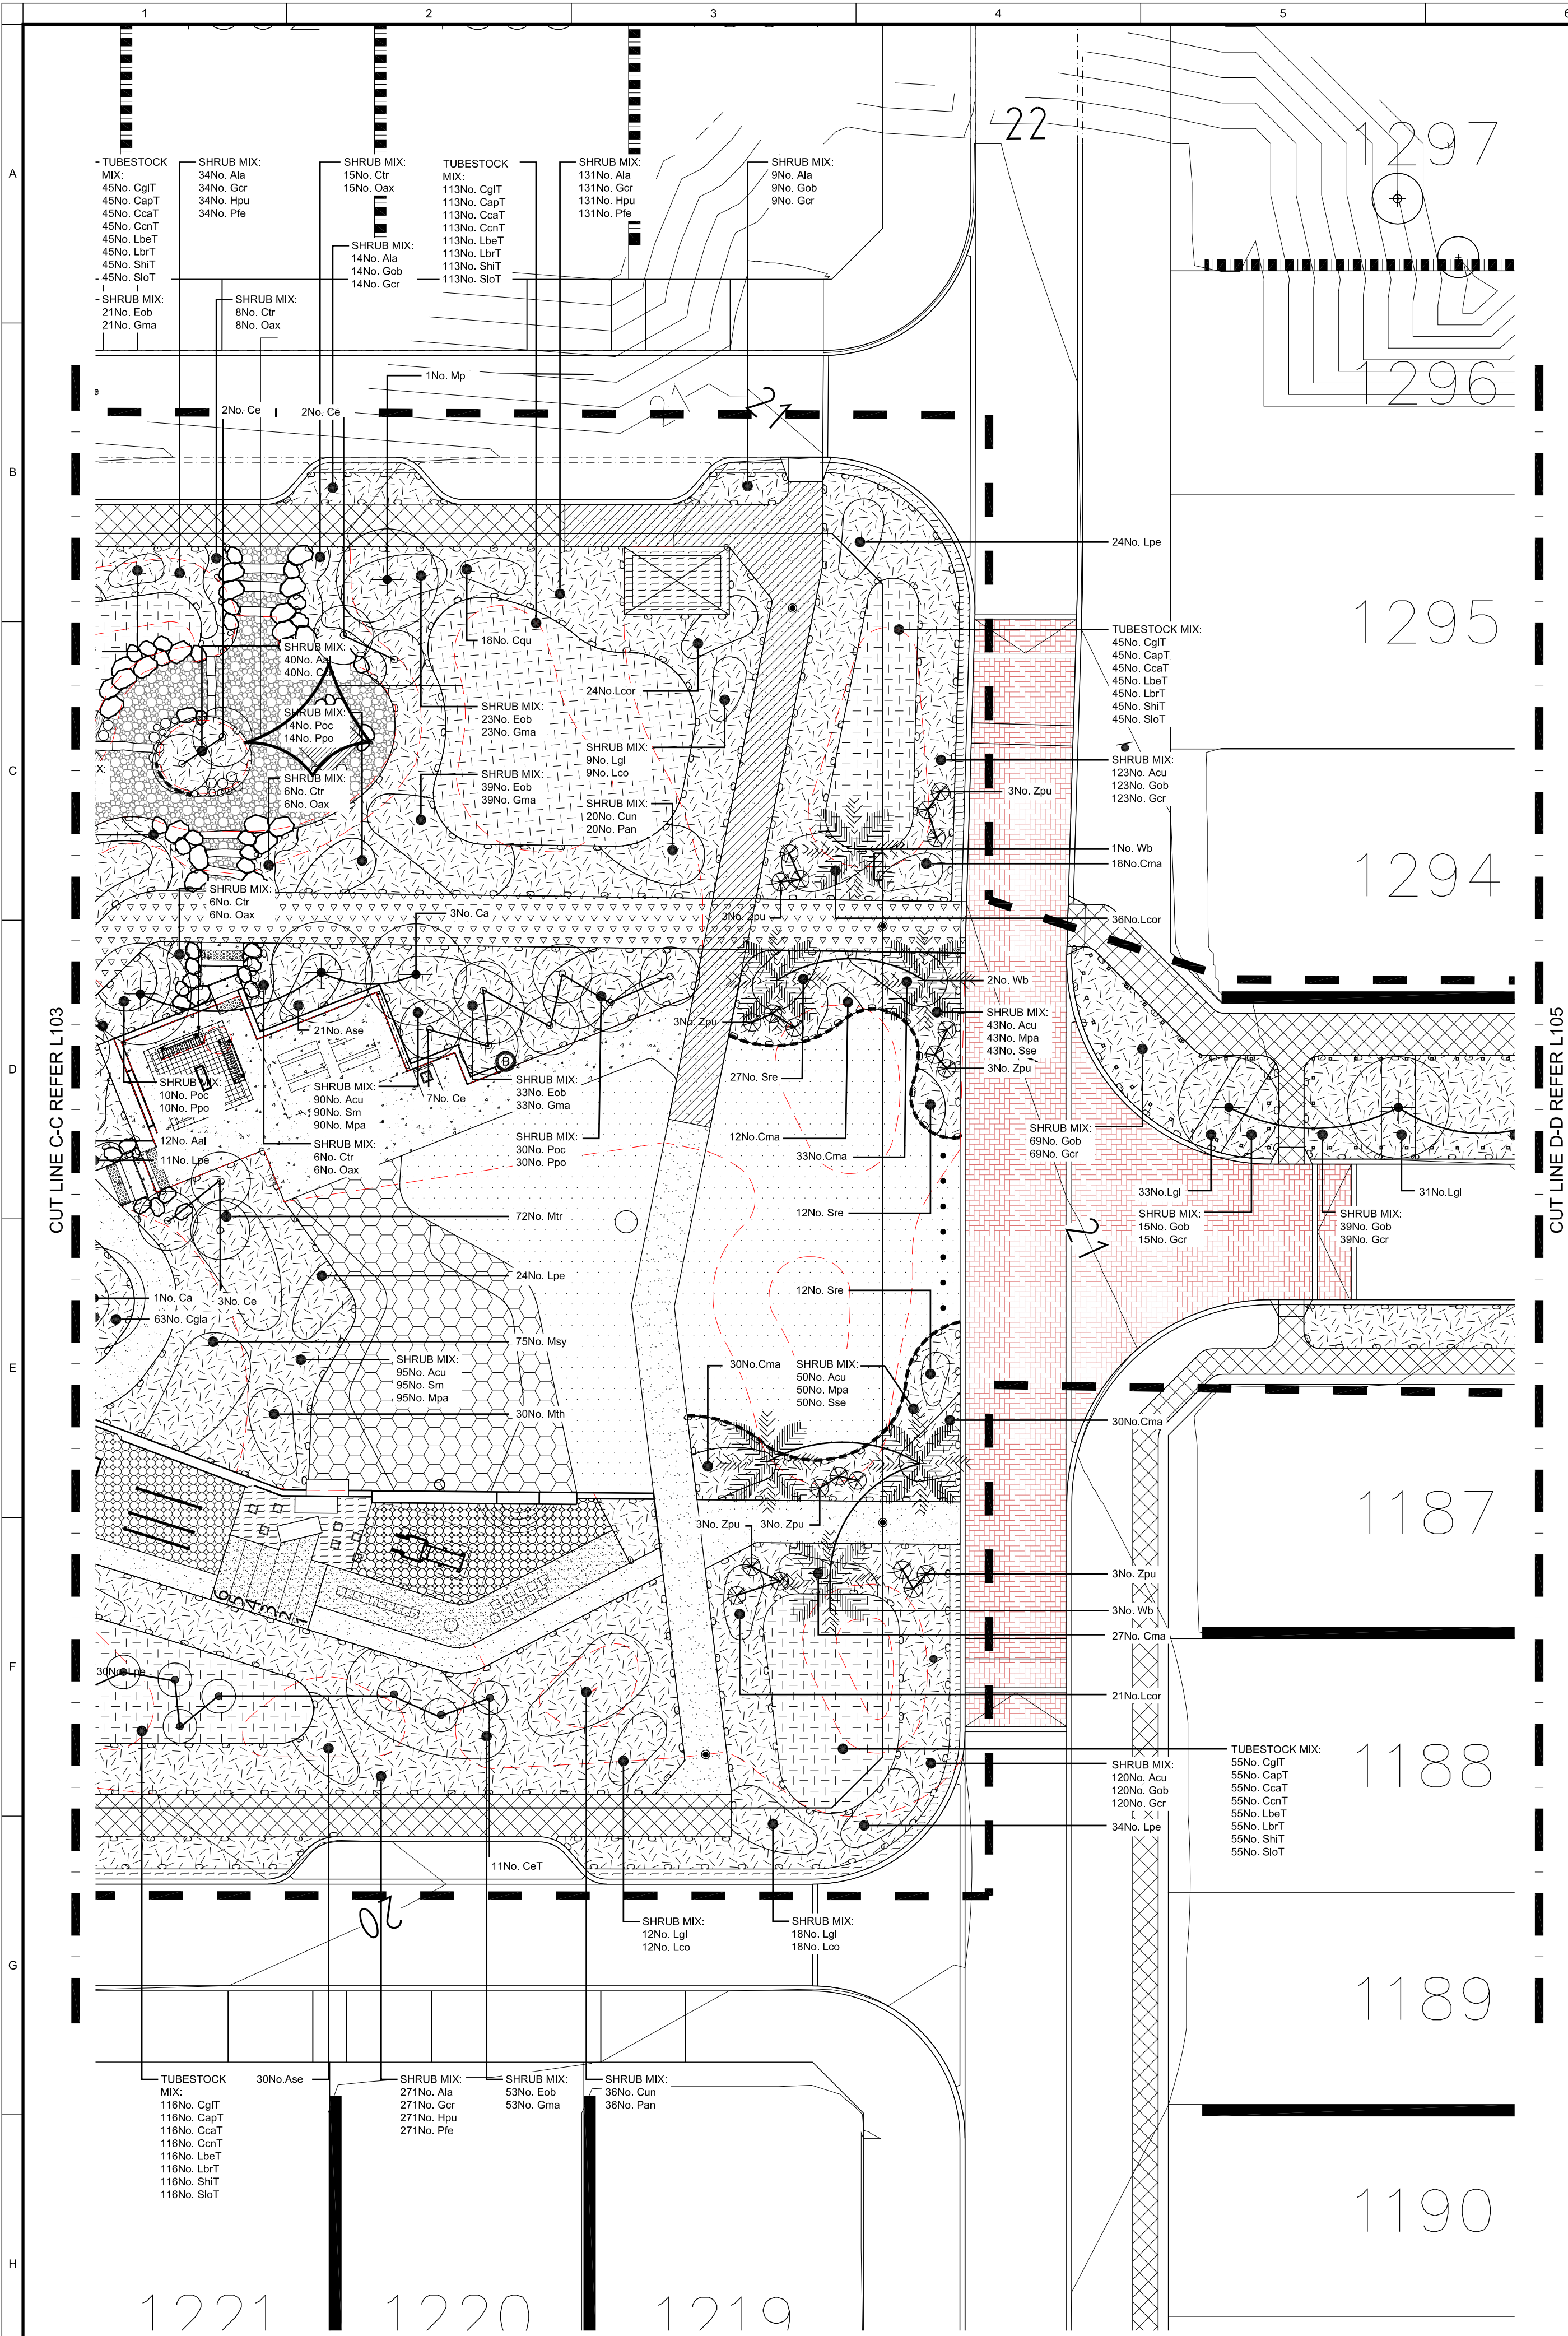 1
2
3
4
5
6
A
B
C
D
E
F
G
H
22
1297
TUBESTOCK
MIX:
45No. CglT
45No. CapT
45No. CcaT
45No. CcnT
45No. LbeT
45No. LbrT
45No. ShiT
45No. SloT
SHRUB MIX:
34No. Ala
34No. Gcr
34No. Hpu
34No. Pfe
SHRUB MIX:
15No. Ctr
15No. Oax
TUBESTOCK
MIX:
113No. CglT
113No. CapT
113No. CcaT
113No. CcnT
113No. LbeT
113No. LbrT
113No. ShiT
113No. SloT
SHRUB MIX:
131No. Ala
131No. Gcr
131No. Hpu
131No. Pfe
SHRUB MIX:
9No. Ala
9No. Gob
9No. Gcr
SHRUB MIX:
14No. Ala
14No. Gob
14No. Gcr
SHRUB MIX:
21No. Eob
21No. Gma
SHRUB MIX:
8No. Ctr
8No. Oax
1No. Mp
1296
2No. Ce
2No. Ce
21
21
24No. Lpe
1295
TUBESTOCK MIX:
45No. CglT
45No. CapT
45No. CcaT
45No. LbeT
45No. LbrT
45No. ShiT
45No. SloT
18No. Cqu
SHRUB MIX:
40No. Aal
24No.Lcor
SHRUB MIX:
23No. Eob
23No. Gma
SHRUB MIX:
14No. Poc
14No. Ppo
SHRUB MIX:
9No. Lgl
9No. Lco
X:
SHRUB MIX:
6No. Ctr
6No. Oax
SHRUB MIX:
39No. Eob
39No. Gma
SHRUB MIX:
20No. Cun
20No. Pan
SHRUB MIX:
123No. Acu
123No. Gob
123No. Gcr
3No. Zpu
1No. Wb
18No.Cma
1294
SHRUB MIX:
6No. Ctr
6No. Oax
3No. Ca
3No. Zpu
36No.Lcor
2No. Wb
CUT LINE C-C REFER L103
CUT LINE D-D REFER L105
21No. Ase
3No. Zpu
SHRUB MIX:
43No. Acu
43No. Mpa
43No. Sse
B
3No. Zpu
27No. Sre
SHRUB MIX:
10No. Poc
10No. Ppo
SHRUB MIX:
90No. Acu
90No. Sm
90No. Mpa
7No. Ce
SHRUB MIX:
33No. Eob
33No. Gma
12No. Aal
11No. Lpe
SHRUB MIX:
6No. Ctr
6No. Oax
SHRUB MIX:
30No. Poc
30No. Ppo
12No.Cma
33No.Cma
SHRUB MIX:
69No. Gob
69No. Gcr
33No.Lgl
31No.Lgl
72No. Mtr
12No. Sre
SHRUB MIX:
15No. Gob
15No. Gcr
SHRUB MIX:
39No. Gob
39No. Gcr
21
24No. Lpe
1No. Ca
3No. Ce
12No. Sre
63No. Cgla
75No. Msy
SHRUB MIX:
95No. Acu
95No. Sm
95No. Mpa
30No.Cma
SHRUB MIX:
50No. Acu
50No. Mpa
50No. Sse
30No. Mth
30No.Cma
1187
3No. Zpu
3No. Zpu
3No. Zpu
6
5
4
3
2
1
3No. Wb
27No. Cma
30No. Lpe
21No.Lcor
TUBESTOCK MIX:
55No. CglT
55No. CapT
55No. CcaT
55No. CcnT
55No. LbeT
55No. LbrT
55No. ShiT
55No. SloT
1188
SHRUB MIX:
120No. Acu
120No. Gob
120No. Gcr
34No. Lpe
11No. CeT
20
SHRUB MIX:
12No. Lgl
12No. Lco
SHRUB MIX:
18No. Lgl
18No. Lco
1189
TUBESTOCK
MIX:
116No. CglT
116No. CapT
116No. CcaT
116No. CcnT
116No. LbeT
116No. LbrT
116No. ShiT
116No. SloT
30No.Ase
SHRUB MIX:
271No. Ala
271No. Gcr
271No. Hpu
271No. Pfe
SHRUB MIX:
53No. Eob
53No. Gma
SHRUB MIX:
36No. Cun
36No. Pan
1190
1221
1220
1219